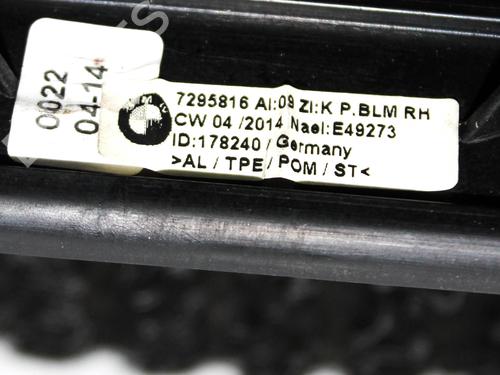 0022
04-14
7295816 AI:09 ZI:K P.BLM RH
CW 04 /2014 Nael:E49273
ID:178240 / Germany
>AL / TPE / POM / ST<